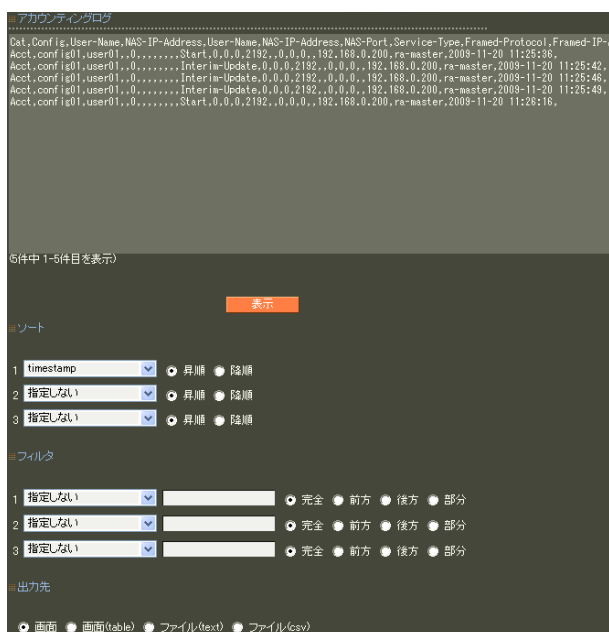 アカウンティングログ
Cat,Config,User-Name,NAS-IP-Address,User-Name,NAS-IP-Address,NAS-Port,Service-Type,Framed-Protocol,Framed-IP-
Acct,config01,user01,,0,,,,,,,,Start,0,0,0,2192,,0,0,0,,192.168.0.200,ra-master,2009-11-20 11:25:36,
Acct,config01,user01,,0,,,,,,,,Interim-Update,0,0,0,2192,,0,0,0,,192.168.0.200,ra-master,2009-11-20 11:25:42,
Acct,config01,user01,,0,,,,,,,,Interim-Update,0,0,0,2192,,0,0,0,,192.168.0.200,ra-master,2009-11-20 11:25:46,
Acct,config01,user01,,0,,,,,,,,Interim-Update,0,0,0,2192,,0,0,0,,192.168.0.200,ra-master,2009-11-20 11:25:49,
Acct,config01,user01,,0,,,,,,,,Start,0,0,0,2192,,0,0,0,,192.168.0.200,ra-master,2009-11-20 11:26:16,
(5件中 1-5件目を表示)
表示
ソート
1 timestamp 昇順 降順
2 指定しない 昇順 降順
3 指定しない 昇順 降順
フィルタ
1 指定しない 完全 前方 後方 部分
2 指定しない 完全 前方 後方 部分
3 指定しない 完全 前方 後方 部分
出力先
画面 画面(table) ファイル(text) ファイル(csv)